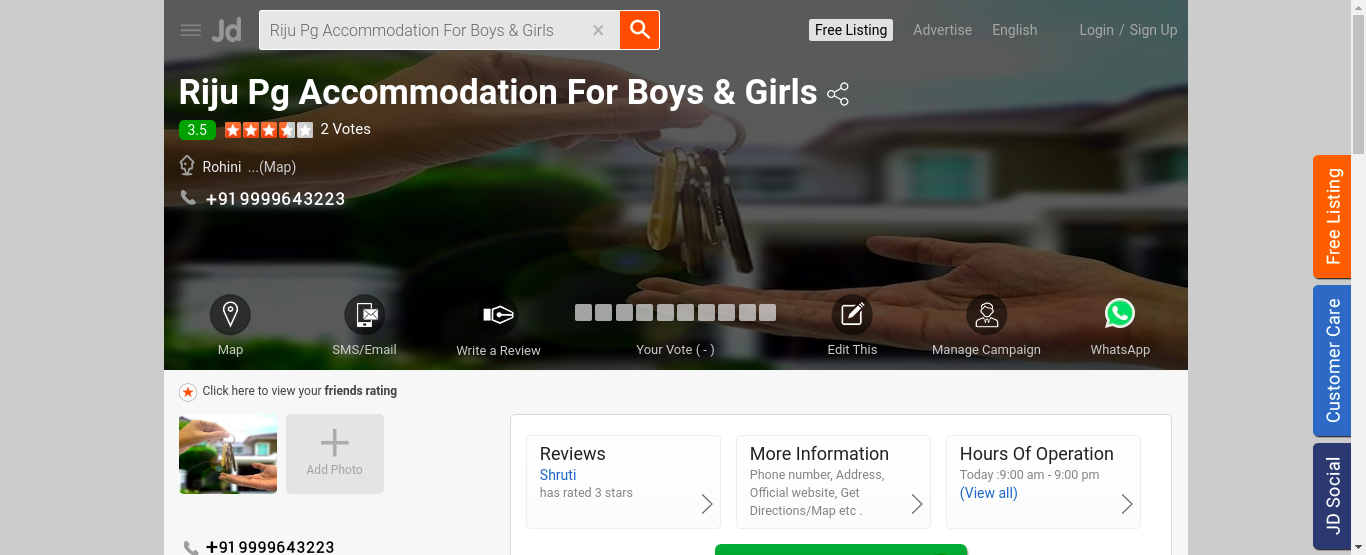 Jd
Riju Pg Accommodation For Boys & Girls ×
Free Listing Advertise English Login / Sign Up
Riju Pg Accommodation For Boys & Girls
3.5 2 Votes
Rohini ...(Map)
+91 9999643223
Map SMS/Email Write a Review Your Vote ( - ) Edit This Manage Campaign WhatsApp
Click here to view your friends rating
Add Photo
+91 9999643223
Reviews
Shruti
has rated 3 stars
More Information
Phone number, Address,
Official website, Get
Directions/Map etc .
Hours Of Operation
Today :9:00 am - 9:00 pm
(View all)
Free Listing
Customer Care
JD Social